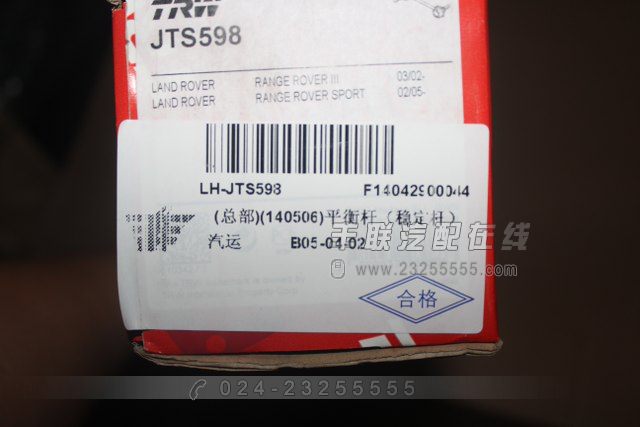 TRW
JTS598
LAND ROVER RANGE ROVER III 03/02-
LAND ROVER RANGE ROVER SPORT 02/05-
LH-JTS598 F14042900044
(总部)(140506)平衡杆(稳定杆)
汽运 B05-04/02
联汽配在线
www.23255555.com
合格
024-23255555